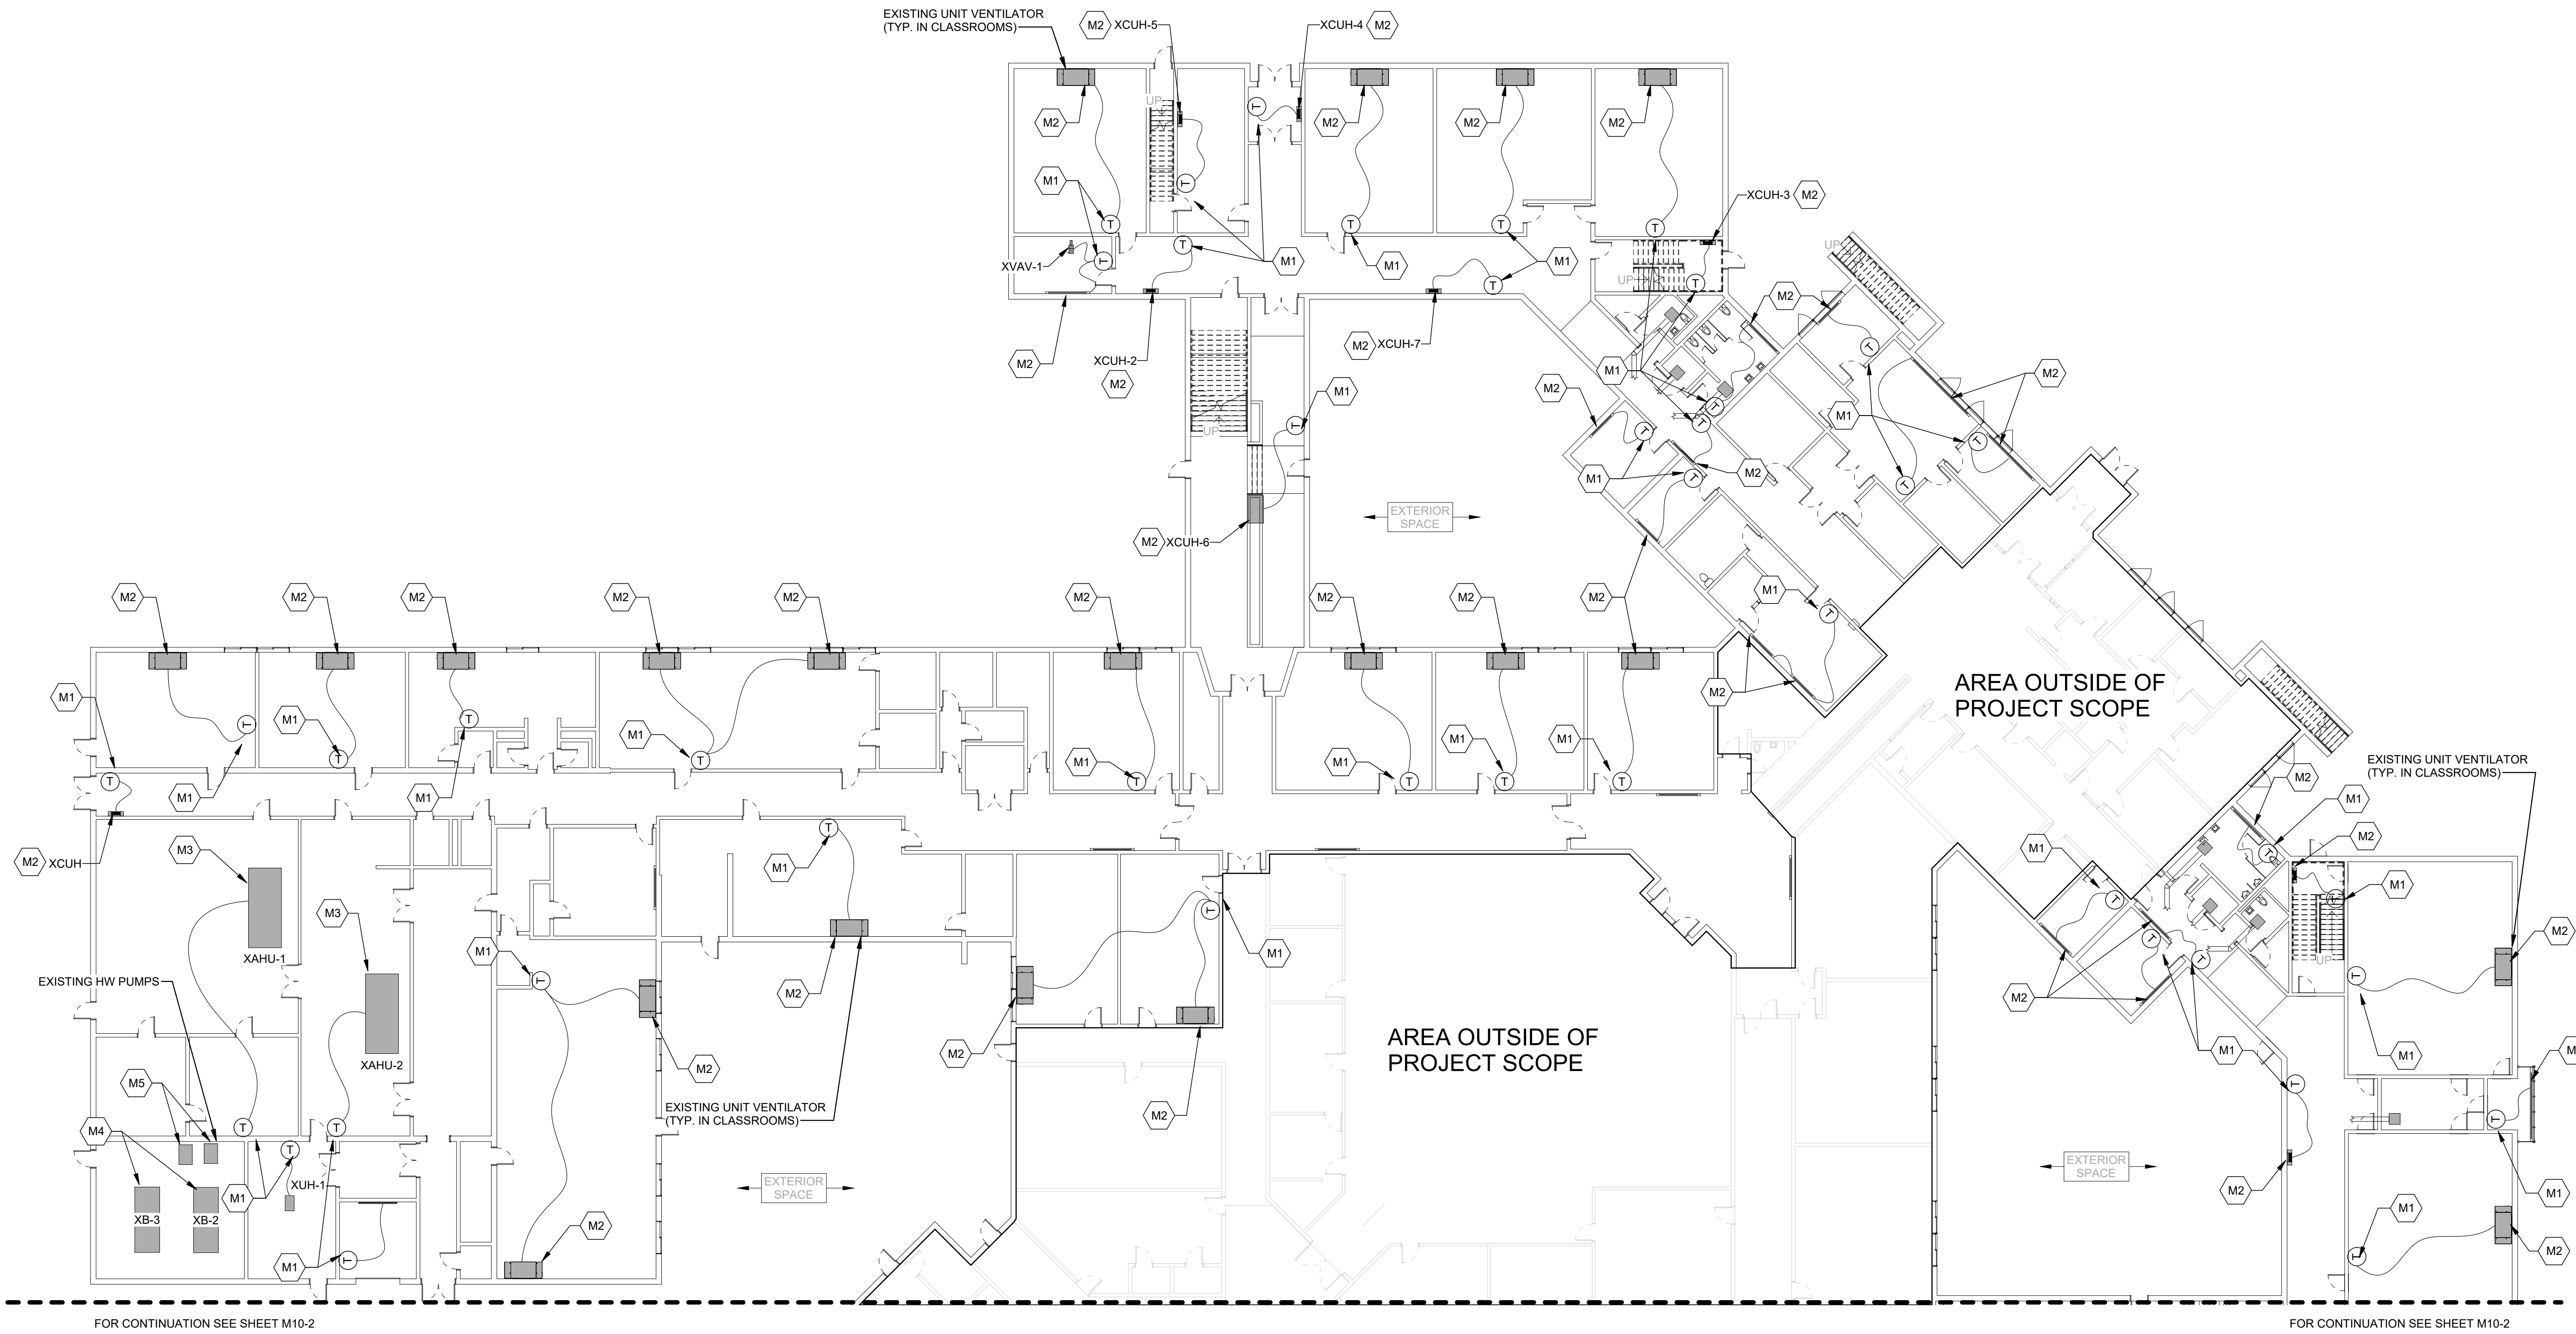 EXISTING UNIT VENTILATOR
(TYP. IN CLASSROOMS)
M2 XCUH-5
XCUH-4 M2
UP
T
M2
M2
M2
M2
M1
T
XCUH-3 M2
T
T
T
T
T
T
XVAV-1
M1
M1
M1
UP
UP
T
T
T
M2
M2
XCUH-2
M2
M2 XCUH-7
T
M1
M2
M2
M1
M1
UP
T
T
T
T
T
M1
M2
T
T
EXTERIOR
SPACE
M2 XCUH-6
M2
M2
M2
M2
M2
M2
M2
M2
M2
M1
T
M1
M1
T
T
M1
T
T
M1
T
M1
T
M1
T
M1
T
M1
T
M2
AREA OUTSIDE OF
PROJECT SCOPE
EXISTING UNIT VENTILATOR
(TYP. IN CLASSROOMS)
M2
T
M1
M1
M2 XCUH
M3
XAHU-1
M3
XAHU-2
T
M1
M2
T
M1
M2
M1
M2
T
M1
T
M1
T
M2
T
M1
M2
UP
T
T
M2
M1
T
M1
T
EXISTING HW PUMPS
M1
T
M2
M2
M2
AREA OUTSIDE OF
PROJECT SCOPE
M5
M4
T
T
T
EXISTING UNIT VENTILATOR
(TYP. IN CLASSROOMS)
M
T
M1
XUH-1
M1
XB-3
XB-2
M1
T
M2
EXTERIOR
SPACE
EXTERIOR
SPACE
M2
M1
T
M2
FOR CONTINUATION SEE SHEET M10-2
FOR CONTINUATION SEE SHEET M10-2